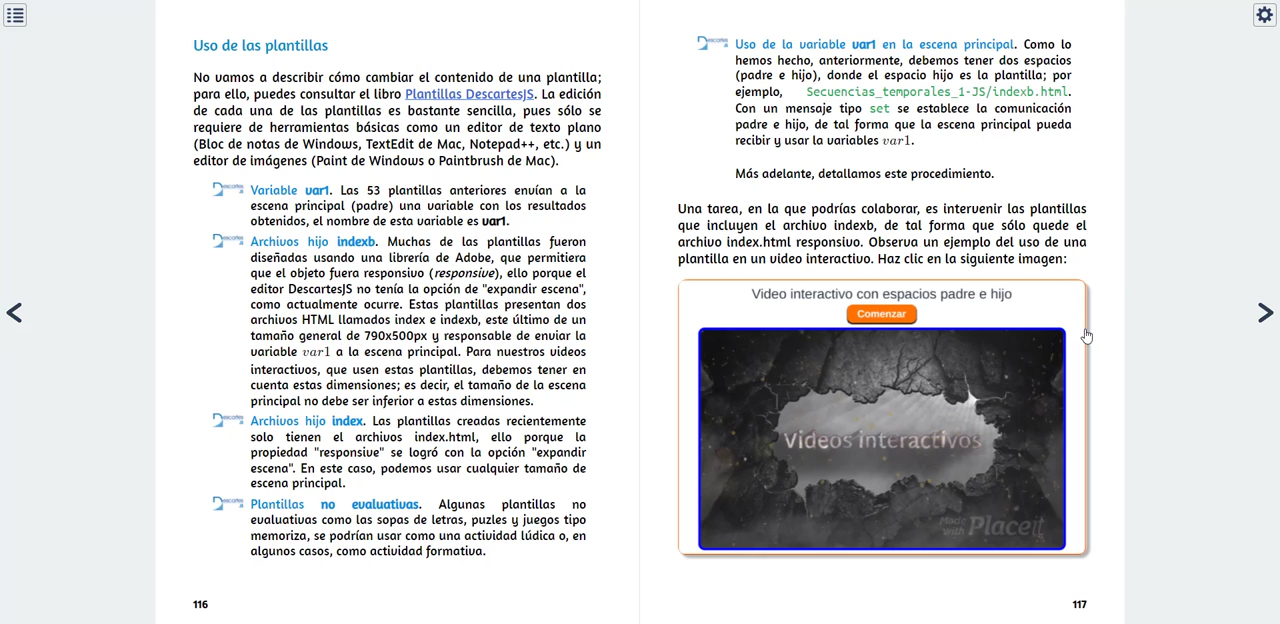 Uso de las plantillas
No vamos a describir cómo cambiar el contenido de una plantilla;
para ello, puedes consultar el libro Plantillas DescartesJS. La edición
de cada una de las plantillas es bastante sencilla, pues sólo se
requiere de herramientas básicas como un editor de texto plano
(Bloc de notas de Windows, TextEdit de Mac, Notepad++, etc.) y un
editor de imágenes (Paint de Windows o Paintbrush de Mac).
Descartes Variable var1. Las 53 plantillas anteriores envían a la
escena principal (padre) una variable con los resultados
obtenidos, el nombre de esta variable es var1.
Descartes Archivos hijo indexb. Muchas de las plantillas fueron
diseñadas usando una librería de Adobe, que permitiera
que el objeto fuera responsivo (responsive), ello porque el
editor DescartesJS no tenía la opción de "expandir escena",
como actualmente ocurre. Estas plantillas presentan dos
archivos HTML llamados index e indexb, este último de un
tamaño general de 790x500px y responsable de enviar la
variable var1 a la escena principal. Para nuestros videos
interactivos, que usen estas plantillas, debemos tener en
cuenta estas dimensiones; es decir, el tamaño de la escena
principal no debe ser inferior a estas dimensiones.
Descartes Archivos hijo index. Las plantillas creadas recientemente
solo tienen el archivos index.html, ello porque la
propiedad "responsive" se logró con la opción "expandir
escena". En este caso, podemos usar cualquier tamaño de
escena principal.
Descartes Plantillas no evaluativas. Algunas plantillas no
evaluativas como las sopas de letras, puzles y juegos tipo
memoriza, se podrían usar como una actividad lúdica o, en
algunos casos, como actividad formativa.
116
Descartes Uso de la variable var1 en la escena principal. Como lo
hemos hecho, anteriormente, debemos tener dos espacios
(padre e hijo), donde el espacio hijo es la plantilla; por
ejemplo, Secuencias_temporales_1-JS/indexb.html.
Con un mensaje tipo set se establece la comunicación
padre e hijo, de tal forma que la escena principal pueda
recibir y usar la variables var1.
Más adelante, detallamos este procedimiento.
Una tarea, en la que podrías colaborar, es intervenir las plantillas
que incluyen el archivo indexb, de tal forma que sólo quede el
archivo index.html responsivo. Observa un ejemplo del uso de una
plantilla en un video interactivo. Haz clic en la siguiente imagen:
Video interactivo con espacios padre e hijo
Comenzar
Videos interactivos
Made with Placeit
117